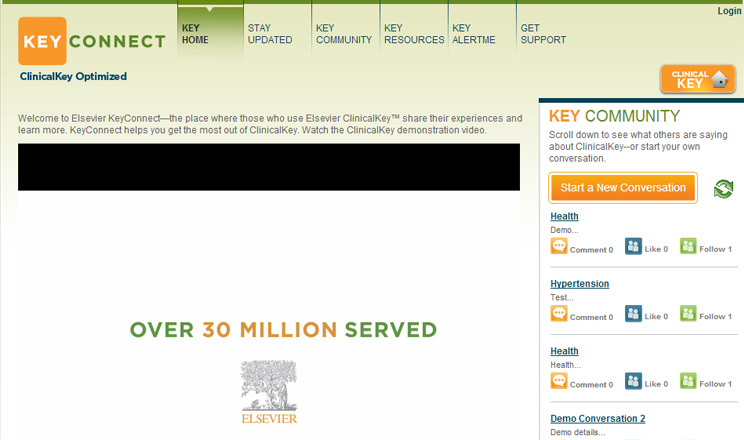 Login
KEY CONNECT
KEY
HOME
STAY
UPDATED
KEY
COMMUNITY
KEY
RESOURCES
KEY
ALERTME
GET
SUPPORT
ClinicalKey Optimized
CLINICAL
KEY
Welcome to Elsevier KeyConnect—the place where those who use Elsevier ClinicalKey™ share their experiences and
learn more. KeyConnect helps you get the most out of ClinicalKey. Watch the ClinicalKey demonstration video.
OVER 30 MILLION SERVED
ELSEVIER
KEY COMMUNITY
Scroll down to see what others are saying
about ClinicalKey--or start your own
conversation.
Start a New Conversation
Health
Demo...
Comment 0 Like 0 Follow 1
Hypertension
Test...
Comment 0 Like 0 Follow 1
Health
Health...
Comment 0 Like 0 Follow 1
Demo Conversation 2
Demo details...